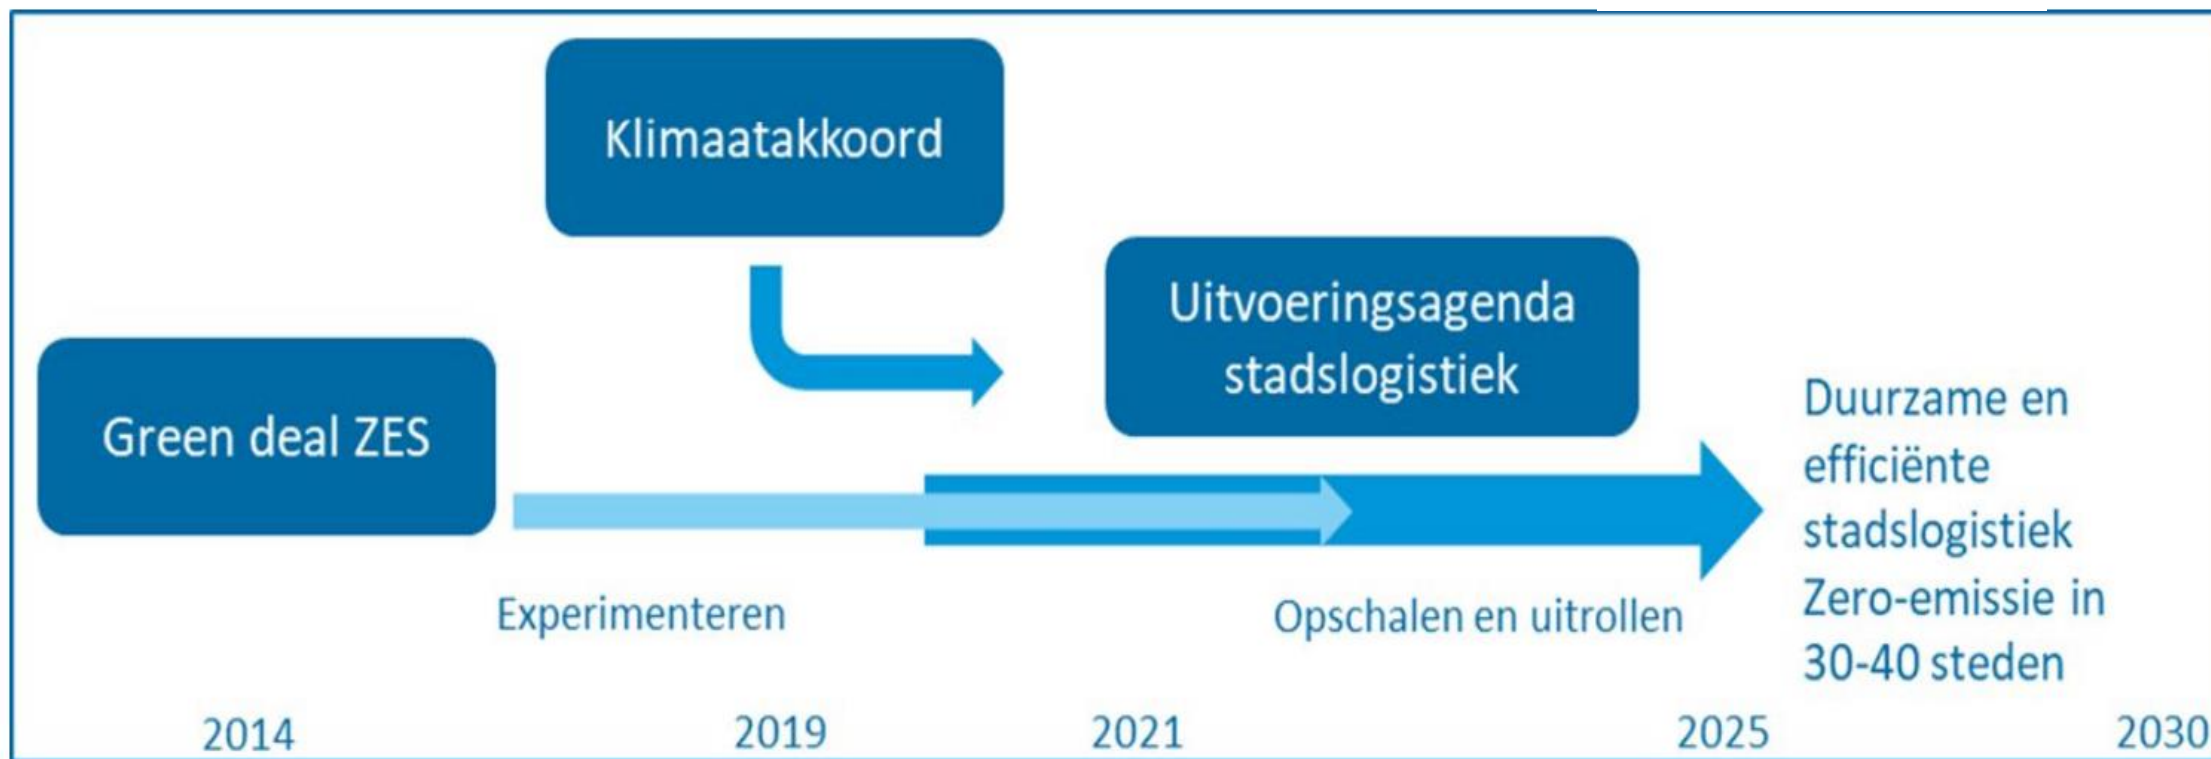 Klimaatakkoord
Uitvoeringsagenda
stadslogistiek
Green deal ZES
Duurzame en
efficiënte
stadslogistiek
Zero-emissie in
30-40 steden
Experimenteren
Opschalen en uitrollen
2014
2019
2021
2025
2030